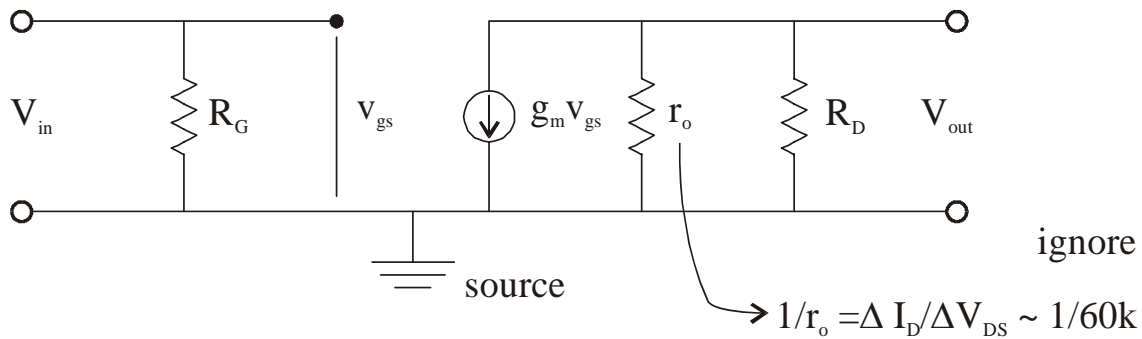 V_in
R_G
v_gs
g_m v_gs
r_o
R_D
V_out
ignore
source
1/r_o =Δ I_D/ΔV_DS ~ 1/60k